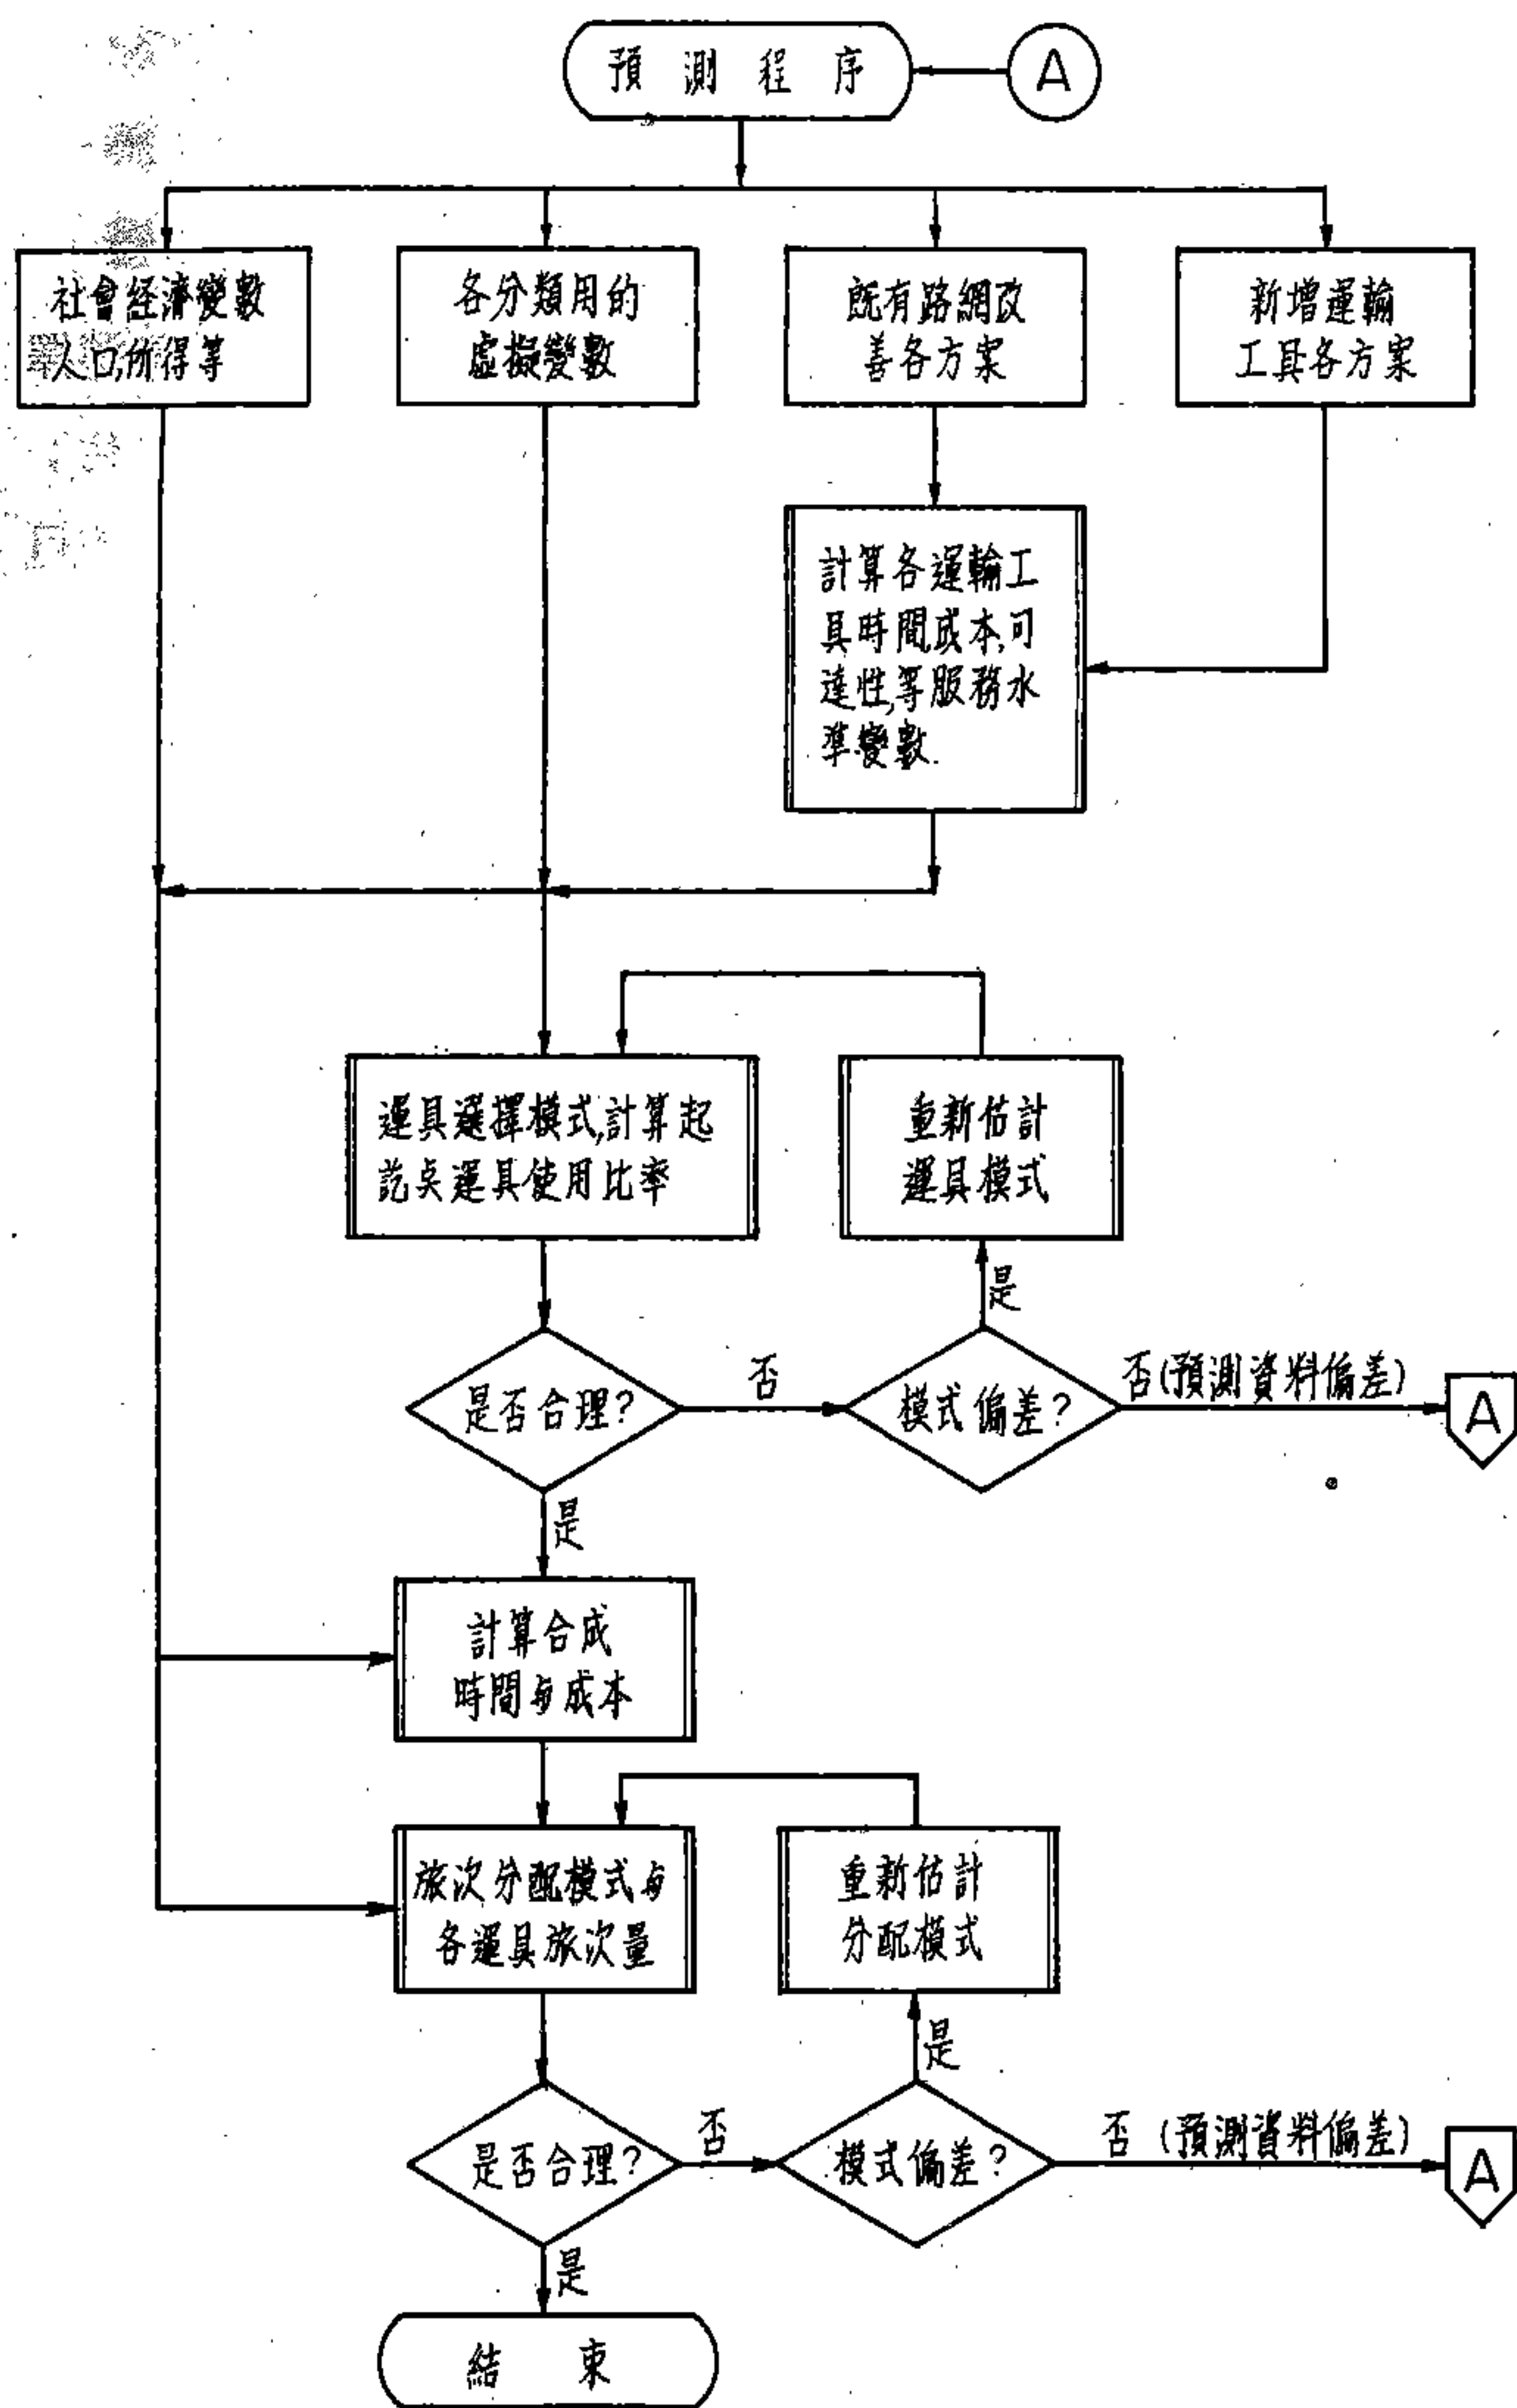 預測程序
A
社會経濟變數
人口,所得等
各分類用的
虛擬變數
既有路網改
善各方案
新增運輸
工具各方案
計算各運輸工
具時間,成本,可
達性,等服務水
準變數.
運具選擇模式,計算起
訖矣運具使用比率
重新估計
運具模式
是
是否合理?
否
模式偏差?
否(預測資料偏差)
A
是
計算合成
時間与成本
旅次分配模式与
各運具旅次量
重新估計
分配模式
是
是否合理?
否
模式偏差?
否(預測資料偏差)
A
是
結束